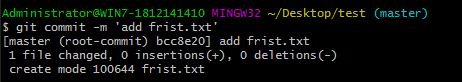 Administrator@WIN7-1812141410 MINGW32 ~/Desktop/test (master)
$ git commit -m 'add frist.txt'
[master (root-commit) bcc8e20] add frist.txt
 1 file changed, 0 insertions(+), 0 deletions(-)
 create mode 100644 frist.txt